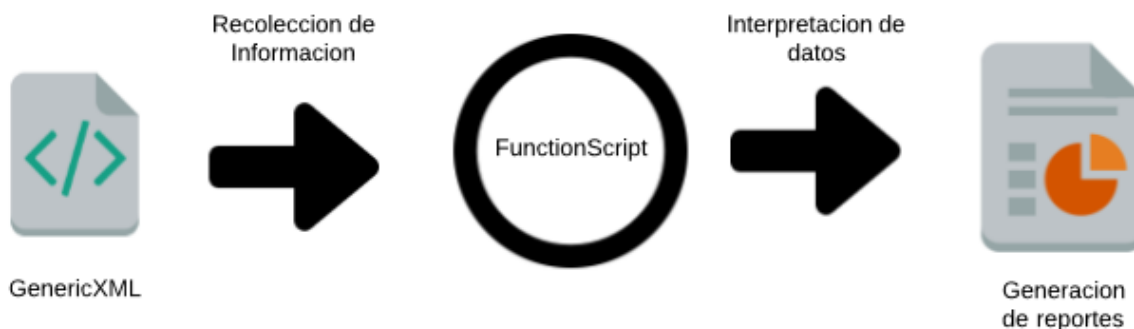 Recoleccion de
Informacion
Interpretacion de
datos
</>
FunctionScript
GenericXML
Generacion
de reportes